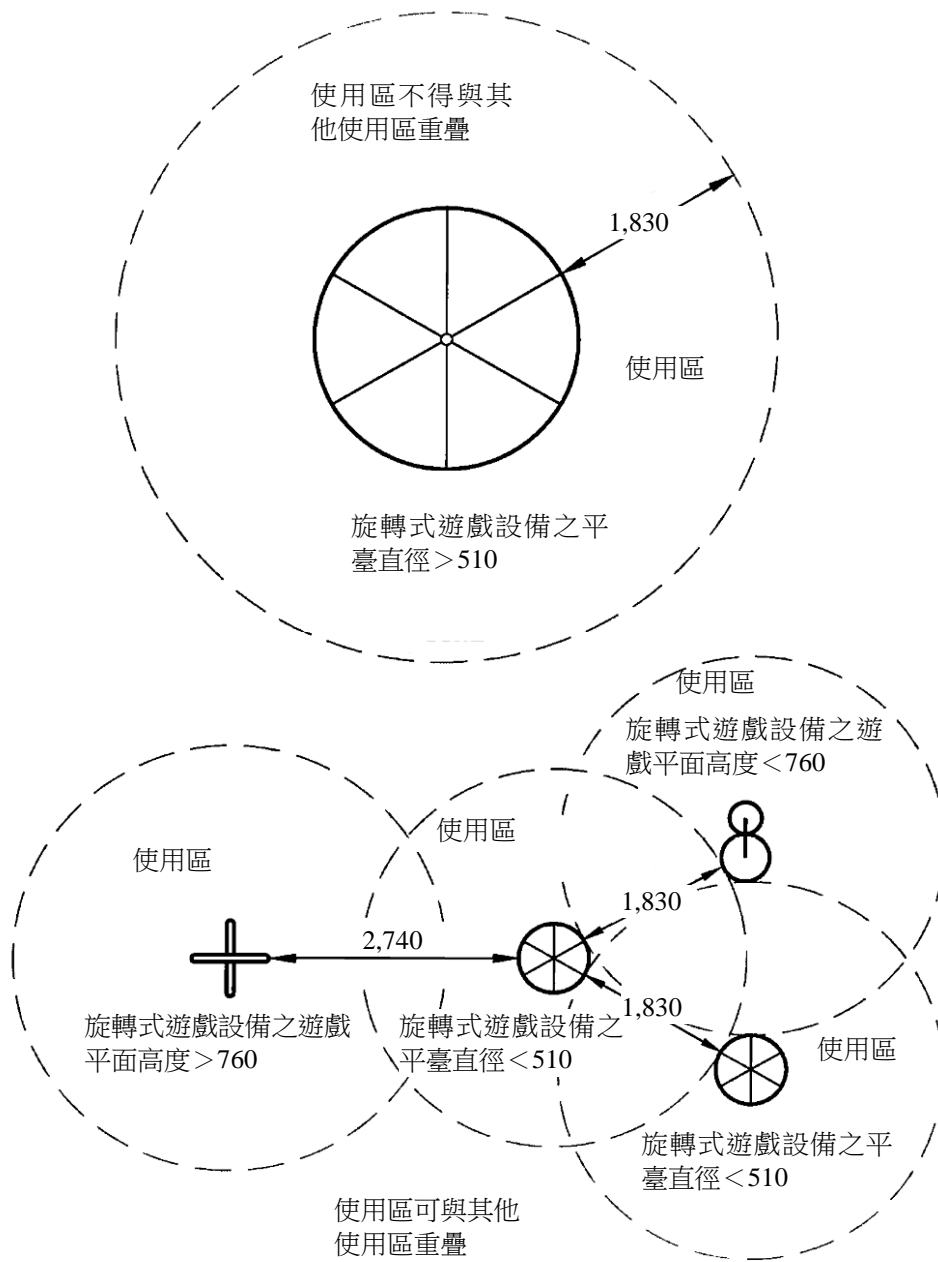 使用區不得與其
他使用區重疊
1,830
使用區
旋轉式遊戲設備之平
臺直徑＞510
使用區
旋轉式遊戲設備之遊
戲平面高度＜760
使用區
使用區
1,830
2,740
1,830
旋轉式遊戲設備之遊戲
平面高度＞760
旋轉式遊戲設備之
平臺直徑＜510
使用區
旋轉式遊戲設備之平
臺直徑＜510
使用區可與其他
使用區重疊